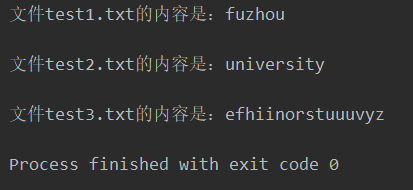 文件test1.txt的内容是：fuzhou
文件test2.txt的内容是：university
文件test3.txt的内容是：efhiinorstuuuvyz
Process finished with exit code 0